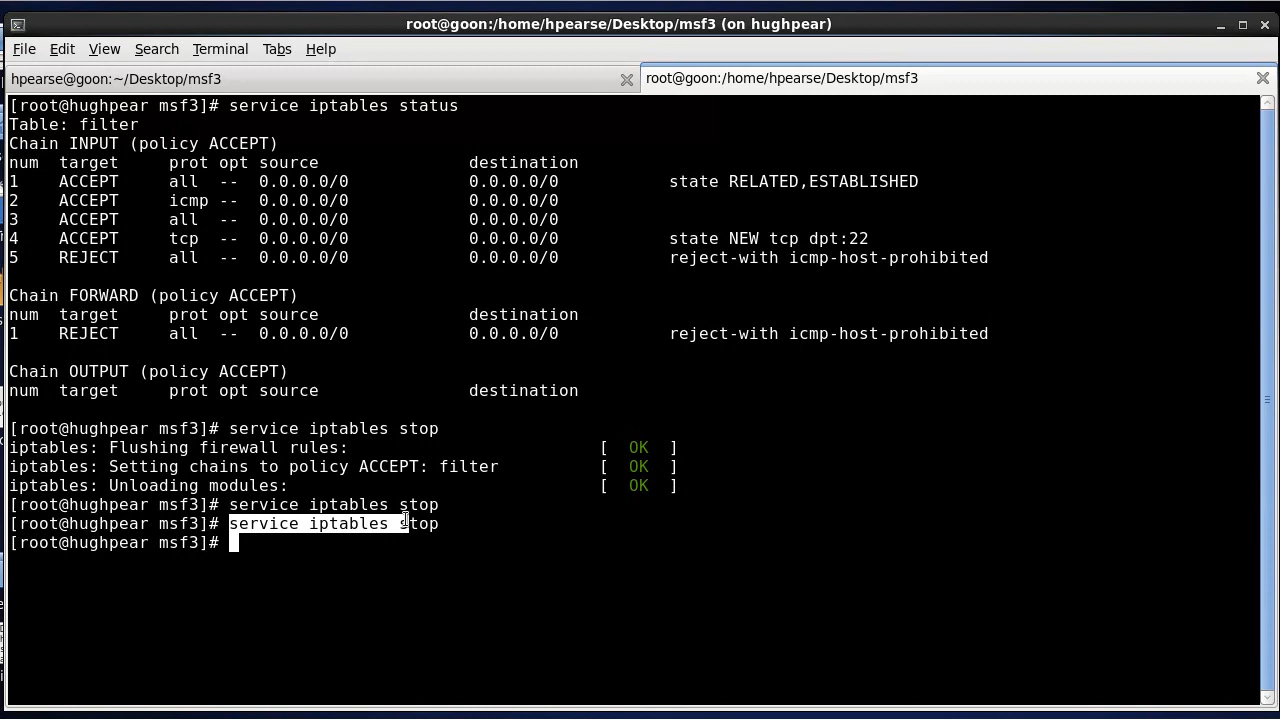 root@goon:/home/hpearse/Desktop/msf3 (on hughpear)
File Edit View Search Terminal Tabs Help
hpearse@goon:~/Desktop/msf3 root@goon:/home/hpearse/Desktop/msf3
[root@hughpear msf3]# service iptables status
Table: filter
Chain INPUT (policy ACCEPT)
num  target     prot opt source               destination
1    ACCEPT     all  --  0.0.0.0/0            0.0.0.0/0           state RELATED,ESTABLISHED
2    ACCEPT     icmp --  0.0.0.0/0            0.0.0.0/0
3    ACCEPT     all  --  0.0.0.0/0            0.0.0.0/0
4    ACCEPT     tcp  --  0.0.0.0/0            0.0.0.0/0           state NEW tcp dpt:22
5    REJECT     all  --  0.0.0.0/0            0.0.0.0/0           reject-with icmp-host-prohibited
Chain FORWARD (policy ACCEPT)
num  target     prot opt source               destination
1    REJECT     all  --  0.0.0.0/0            0.0.0.0/0           reject-with icmp-host-prohibited
Chain OUTPUT (policy ACCEPT)
num  target     prot opt source               destination
[root@hughpear msf3]# service iptables stop
iptables: Flushing firewall rules:                         [  OK  ]
iptables: Setting chains to policy ACCEPT: filter          [  OK  ]
iptables: Unloading modules:                               [  OK  ]
[root@hughpear msf3]# service iptables stop
[root@hughpear msf3]# service iptables stop
[root@hughpear msf3]#